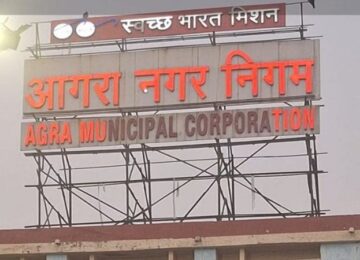 स्वच्छ भारत मिशन
आगरा नगर निगम
AGRA MUNICIPAL CORPORATION